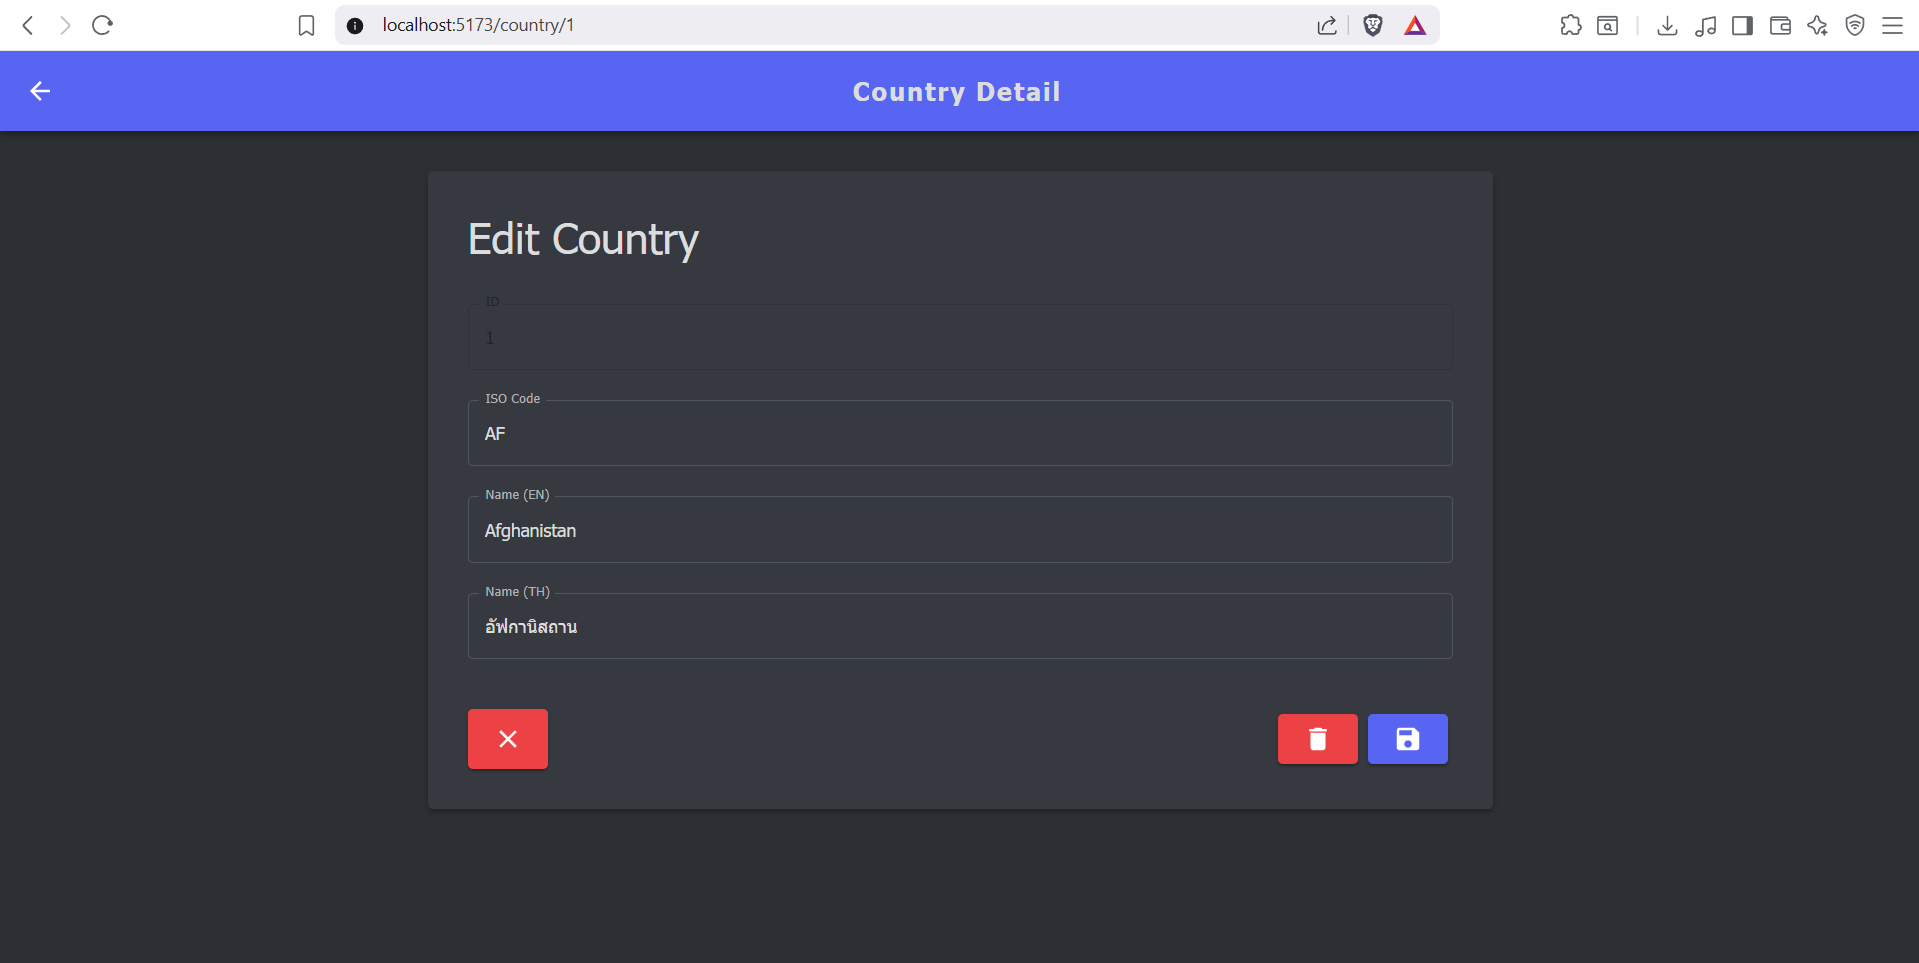 localhost:5173/country/1
Country Detail
Edit Country
ID
1
ISO Code
AF
Name (EN)
Afghanistan
Name (TH)
อัฟกานิสถาน